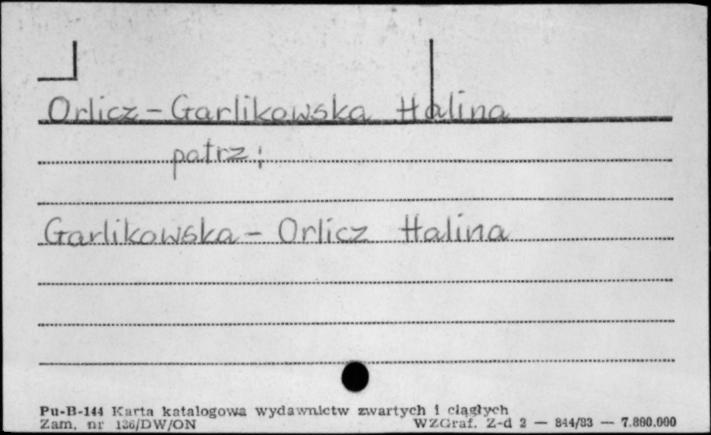 Orlicz - Garlikowska Halina
patrz:
Garlikowska - Orlicz Halina
Pu-B-144 Karta katalogowa wydawnictw zwartych i ciągłych
Zam. nr 136/DW/ON WZGraf. Z-d 2 — 844/83 — 7.800.000